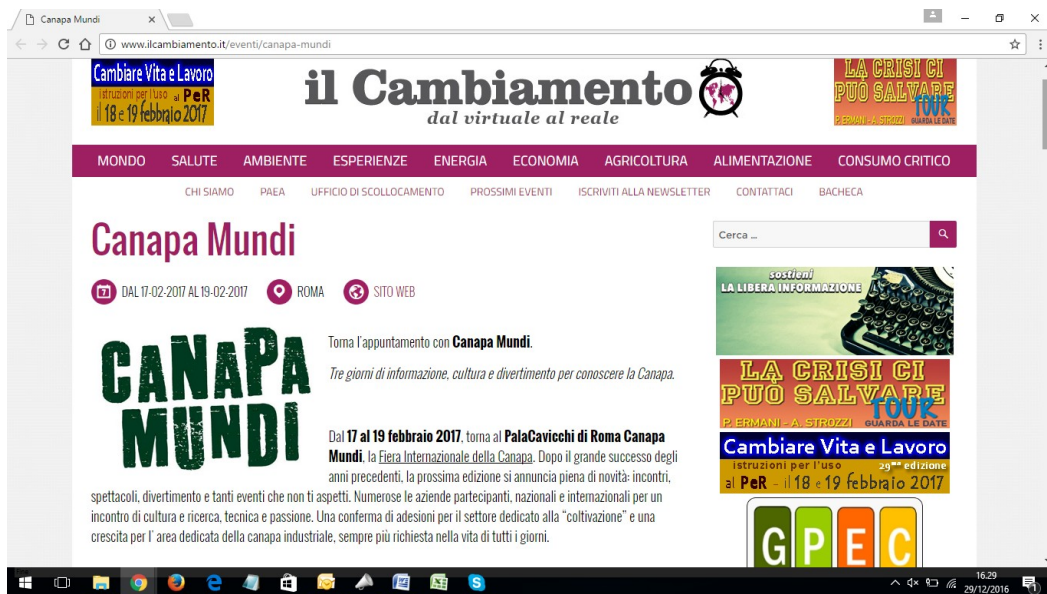 Canapa Mundi
www.ilcambiamento.it/eventi/canapa-mundi
Cambiare Vita e Lavoro
istruzioni per l'uso al PeR
il 18 e 19 febbraio 2017
il Cambiamento
dal virtuale al reale
LA CRISI CI
PUÒ SALVARE
TOUR
P. ERMANI - A. STROZZI GUARDA LE DATE
MONDO SALUTE AMBIENTE ESPERIENZE ENERGIA ECONOMIA AGRICOLTURA ALIMENTAZIONE CONSUMO CRITICO
CHI SIAMO PAEA UFFICIO DI SCOLLOCAMENTO PROSSIMI EVENTI ISCRIVITI ALLA NEWSLETTER CONTATTACI BACHECA
Canapa Mundi
7 DAL 17-02-2017 AL 19-02-2017 ROMA SITO WEB
CANAPA
MUNDI
Torna l'appuntamento con Canapa Mundi.
Tre giorni di informazione, cultura e divertimento per conoscere la Canapa.
Dal 17 al 19 febbraio 2017, torna al PalaCavicchi di Roma Canapa
Mundi, la Fiera Internazionale della Canapa. Dopo il grande successo degli
anni precedenti, la prossima edizione si annuncia piena di novità: incontri,
spettacoli, divertimento e tanti eventi che non ti aspetti. Numerose le aziende partecipanti, nazionali e internazionali per un
incontro di cultura e ricerca, tecnica e passione. Una conferma di adesioni per il settore dedicato alla "coltivazione" e una
crescita per l' area dedicata della canapa industriale, sempre più richiesta nella vita di tutti i giorni.
Cerca ...
sostieni
LA LIBERA INFORMAZIONE
LA CRISI CI
PUÒ SALVARE
TOUR
P. ERMANI - A. STROZZI GUARDA LE DATE
Cambiare Vita e Lavoro
istruzioni per l'uso 29ma edizione
al PeR - il 18 e 19 febbraio 2017
GPEC
16.29
29/12/2016